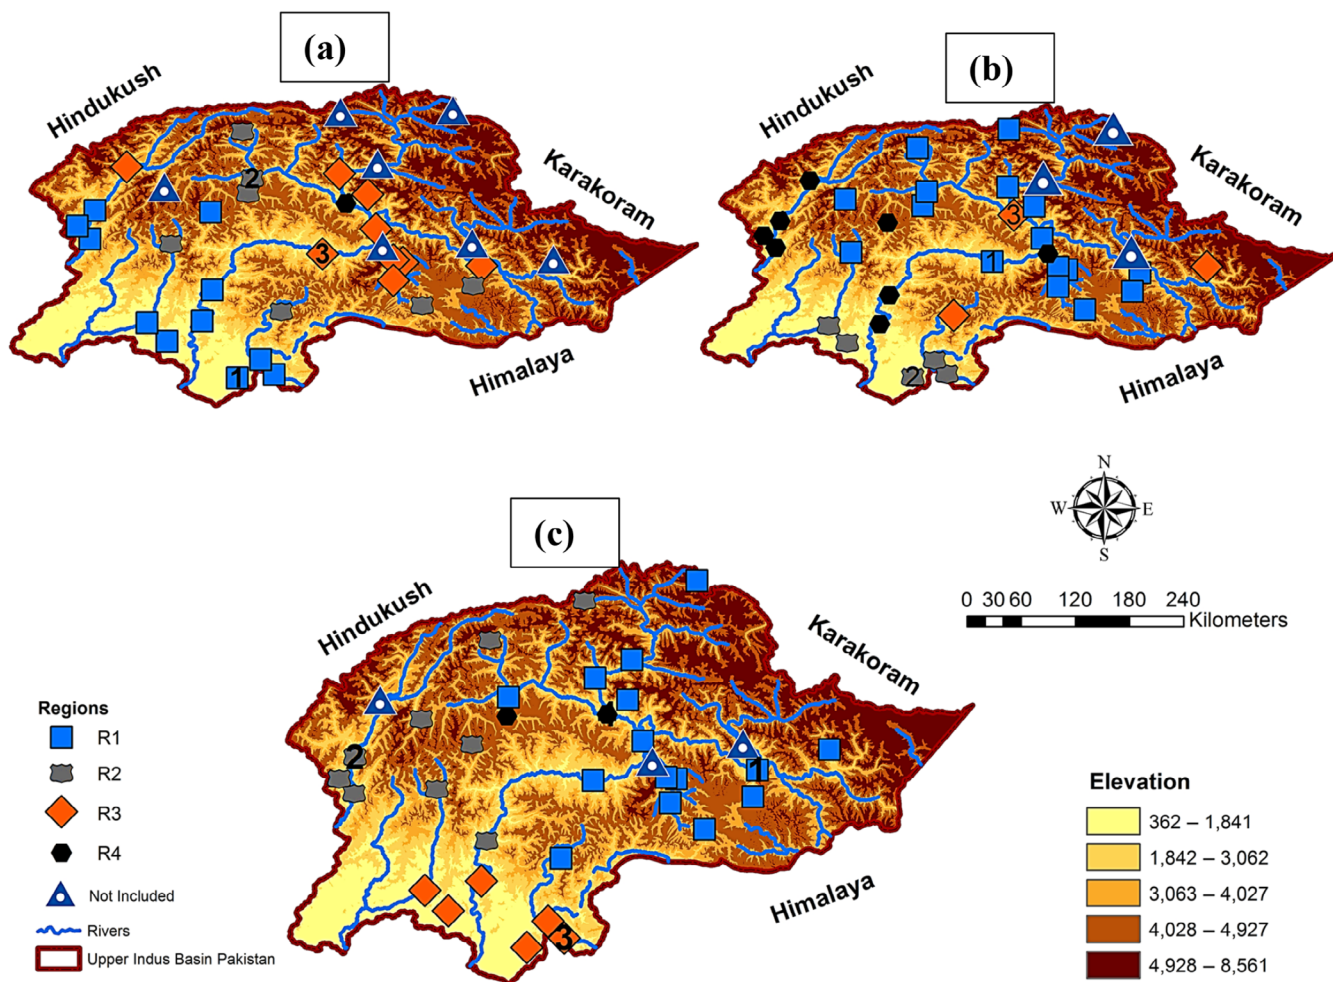 (a)
Hindukush
Karakoram
Himalaya
2
3
1
(b)
Hindukush
Karakoram
Himalaya
3
1
2
N
W E
S
0 30 60 120 180 240
Kilometers
(c)
Hindukush
Karakoram
Himalaya
2
4
1
3
Regions
R1
R2
R3
R4
Not Included
Rivers
Upper Indus Basin Pakistan
Elevation
362 – 1,841
1,842 – 3,062
3,063 – 4,027
4,028 – 4,927
4,928 – 8,561